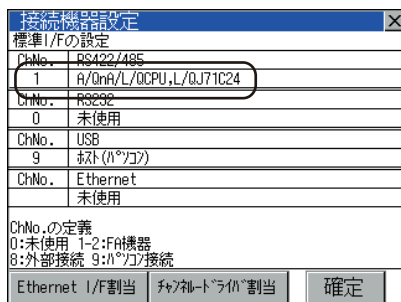 接続機器設定 ×
標準I/Fの設定
ChNo. RS422/485
1 A/QnA/L/QCPU,L/QJ71C24
ChNo. RS232
0 未使用
ChNo. USB
9 ﾎｽﾄ(ﾊﾟｿｺﾝ)
ChNo. Ethernet
未使用
ChNo.の定義
0:未使用 1-2:FA機器
8:外部接続 9:ﾊﾟｿｺﾝ接続
Ethernet I/F割当 ﾁｬﾝﾈﾙ-ﾄﾞﾗｲﾊﾞ割当 確定